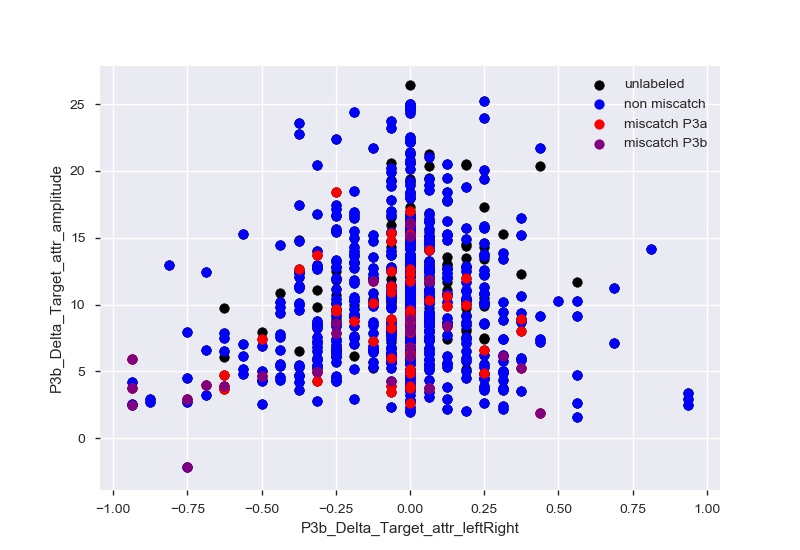 unlabeled
non miscatch
miscatch P3a
miscatch P3b
25
20
15
10
5
0
P3b_Delta_Target_attr_amplitude
−1.00 −0.75 −0.50 −0.25 0.00 0.25 0.50 0.75 1.00
P3b_Delta_Target_attr_leftRight